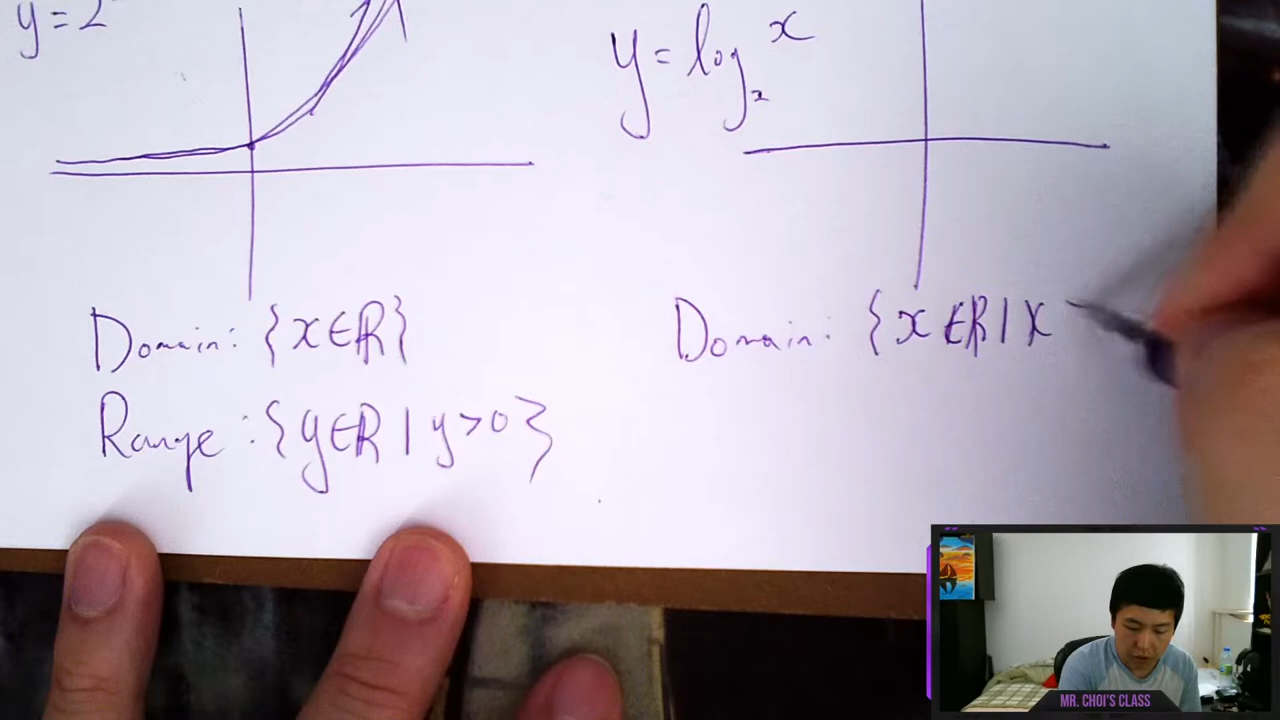 y = 2
y = log₂ x
Domain: {x ∈ ℝ}
Range: {y ∈ ℝ | y > 0}
Domain: {x ∈ ℝ | x
MR. CHOI'S CLASS